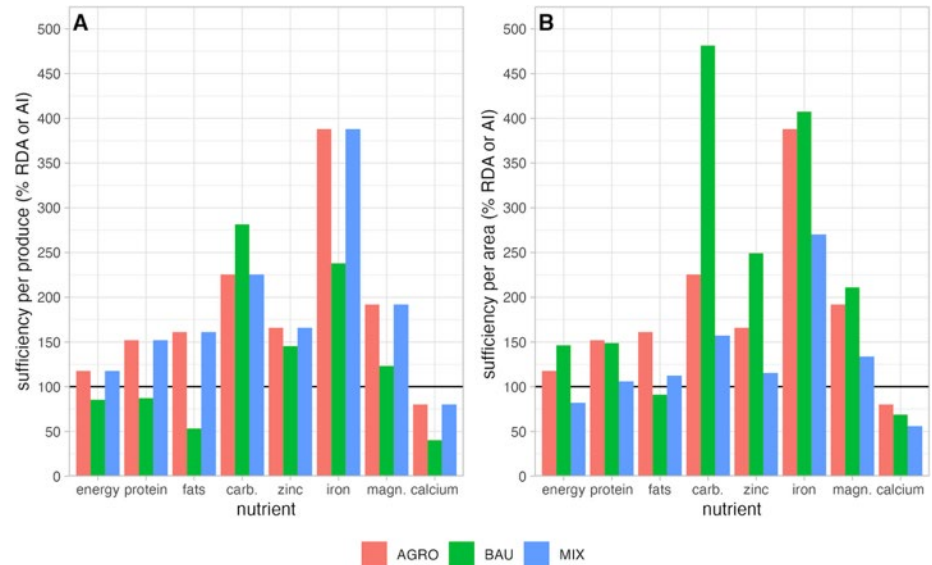 A
sufficiency per produce (% RDA or AI)
500
450
400
350
300
250
200
150
100
50
0
energy protein fats carb. zinc iron magn. calcium
nutrient
B
sufficiency per area (% RDA or AI)
500
450
400
350
300
250
200
150
100
50
0
energy protein fats carb. zinc iron magn. calcium
nutrient
AGRO BAU MIX